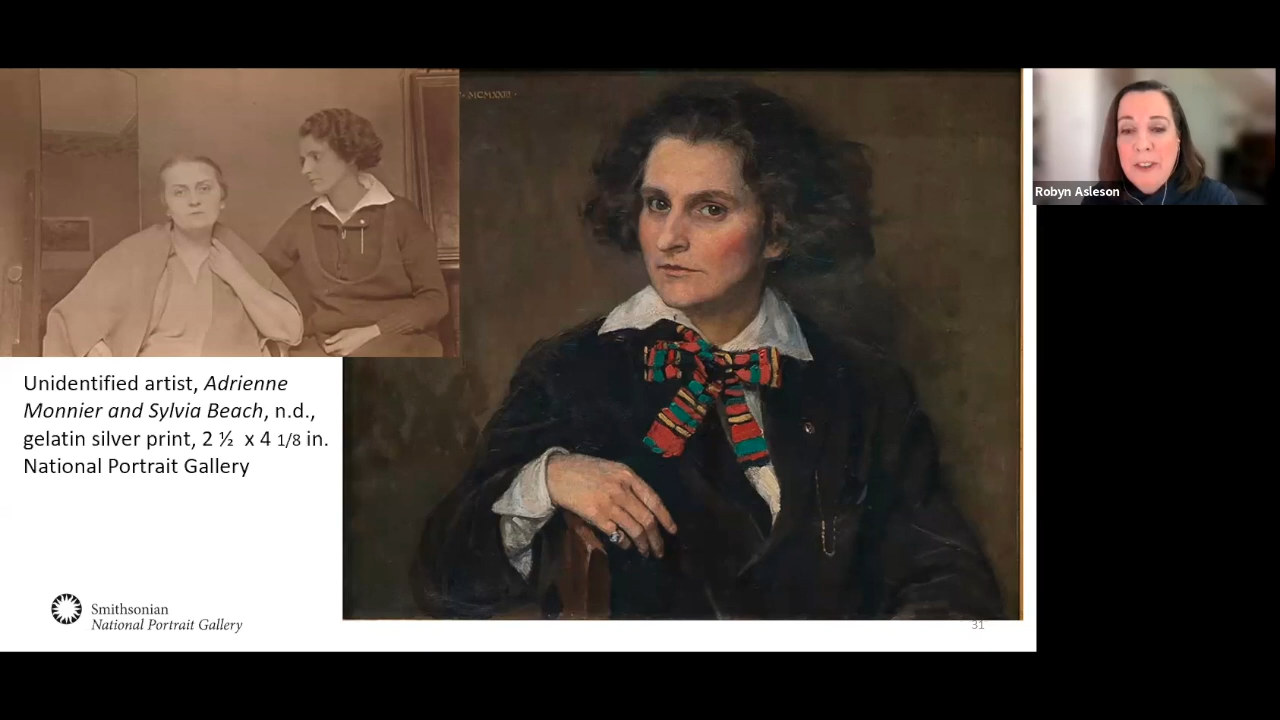 MCMXXIII
Robyn Asleson
Unidentified artist, Adrienne
Monnier and Sylvia Beach, n.d.,
gelatin silver print, 2 ½ x 4 1/8 in.
National Portrait Gallery
Smithsonian
National Portrait Gallery
31